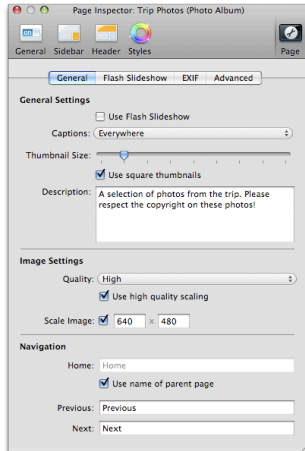 Page Inspector: Trip Photos (Photo Album)
General Sidebar Header Styles Page
General Flash Slideshow EXIF Advanced
General Settings
Use Flash Slideshow
Captions: Everywhere
Thumbnail Size:
Use square thumbnails
Description: A selection of photos from the trip. Please
respect the copyright on these photos!
Image Settings
Quality: High
Use high quality scaling
Scale Image: 640 × 480
Navigation
Home: Home
Use name of parent page
Previous: Previous
Next: Next